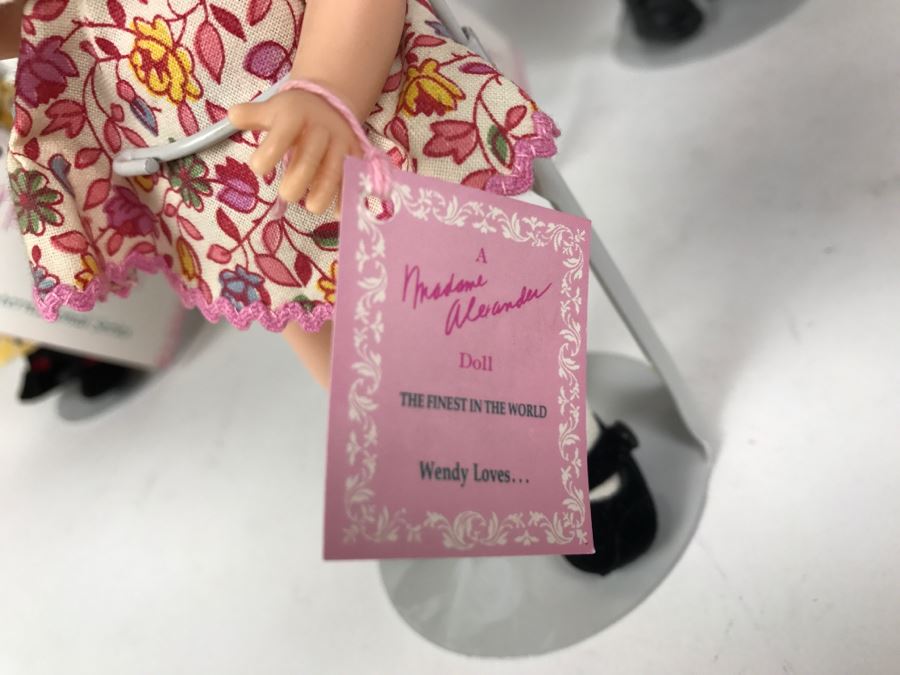 A
Madame
Alexander
Doll
THE FINEST IN THE WORLD
Wendy Loves...